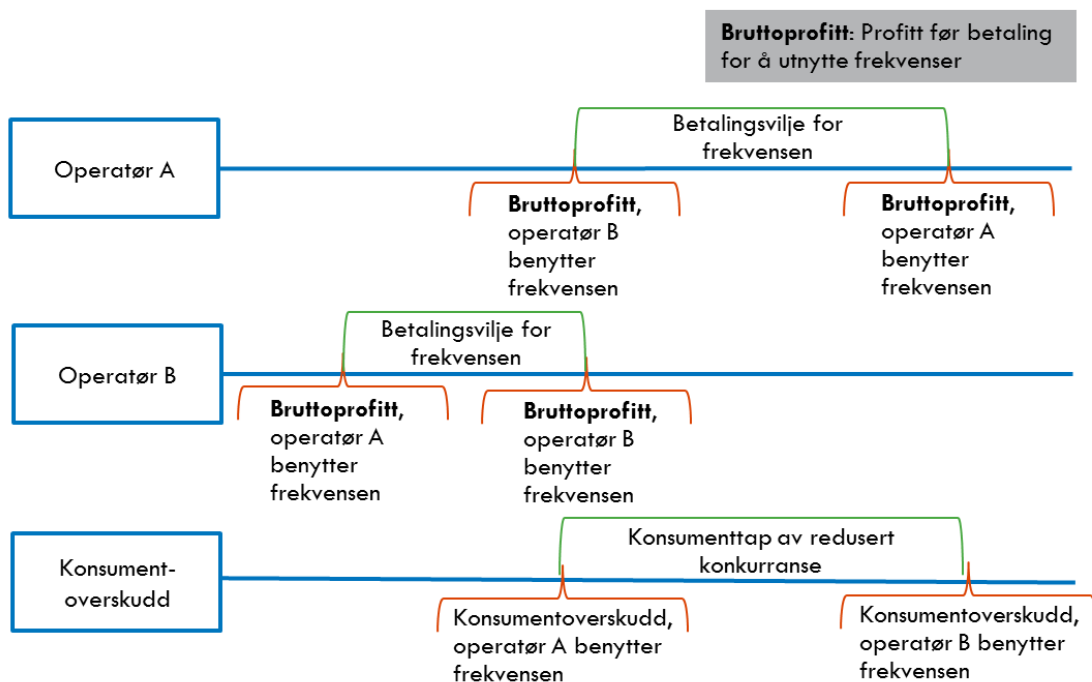 Bruttoprofitt: Profitt før betaling
for å utnytte frekvenser
Operatør A
Betalingsvilje for
frekvensen
Bruttoprofitt,
operatør B
benytter
frekvensen
Bruttoprofitt,
operatør A
benytter
frekvensen
Operatør B
Betalingsvilje for
frekvensen
Bruttoprofitt,
operatør A
benytter
frekvensen
Bruttoprofitt,
operatør B
benytter
frekvensen
Konsument-
overskudd
Konsumenttap av redusert
konkurranse
Konsumentoverskudd,
operatør A benytter
frekvensen
Konsumentoverskudd,
operatør B benytter
frekvensen